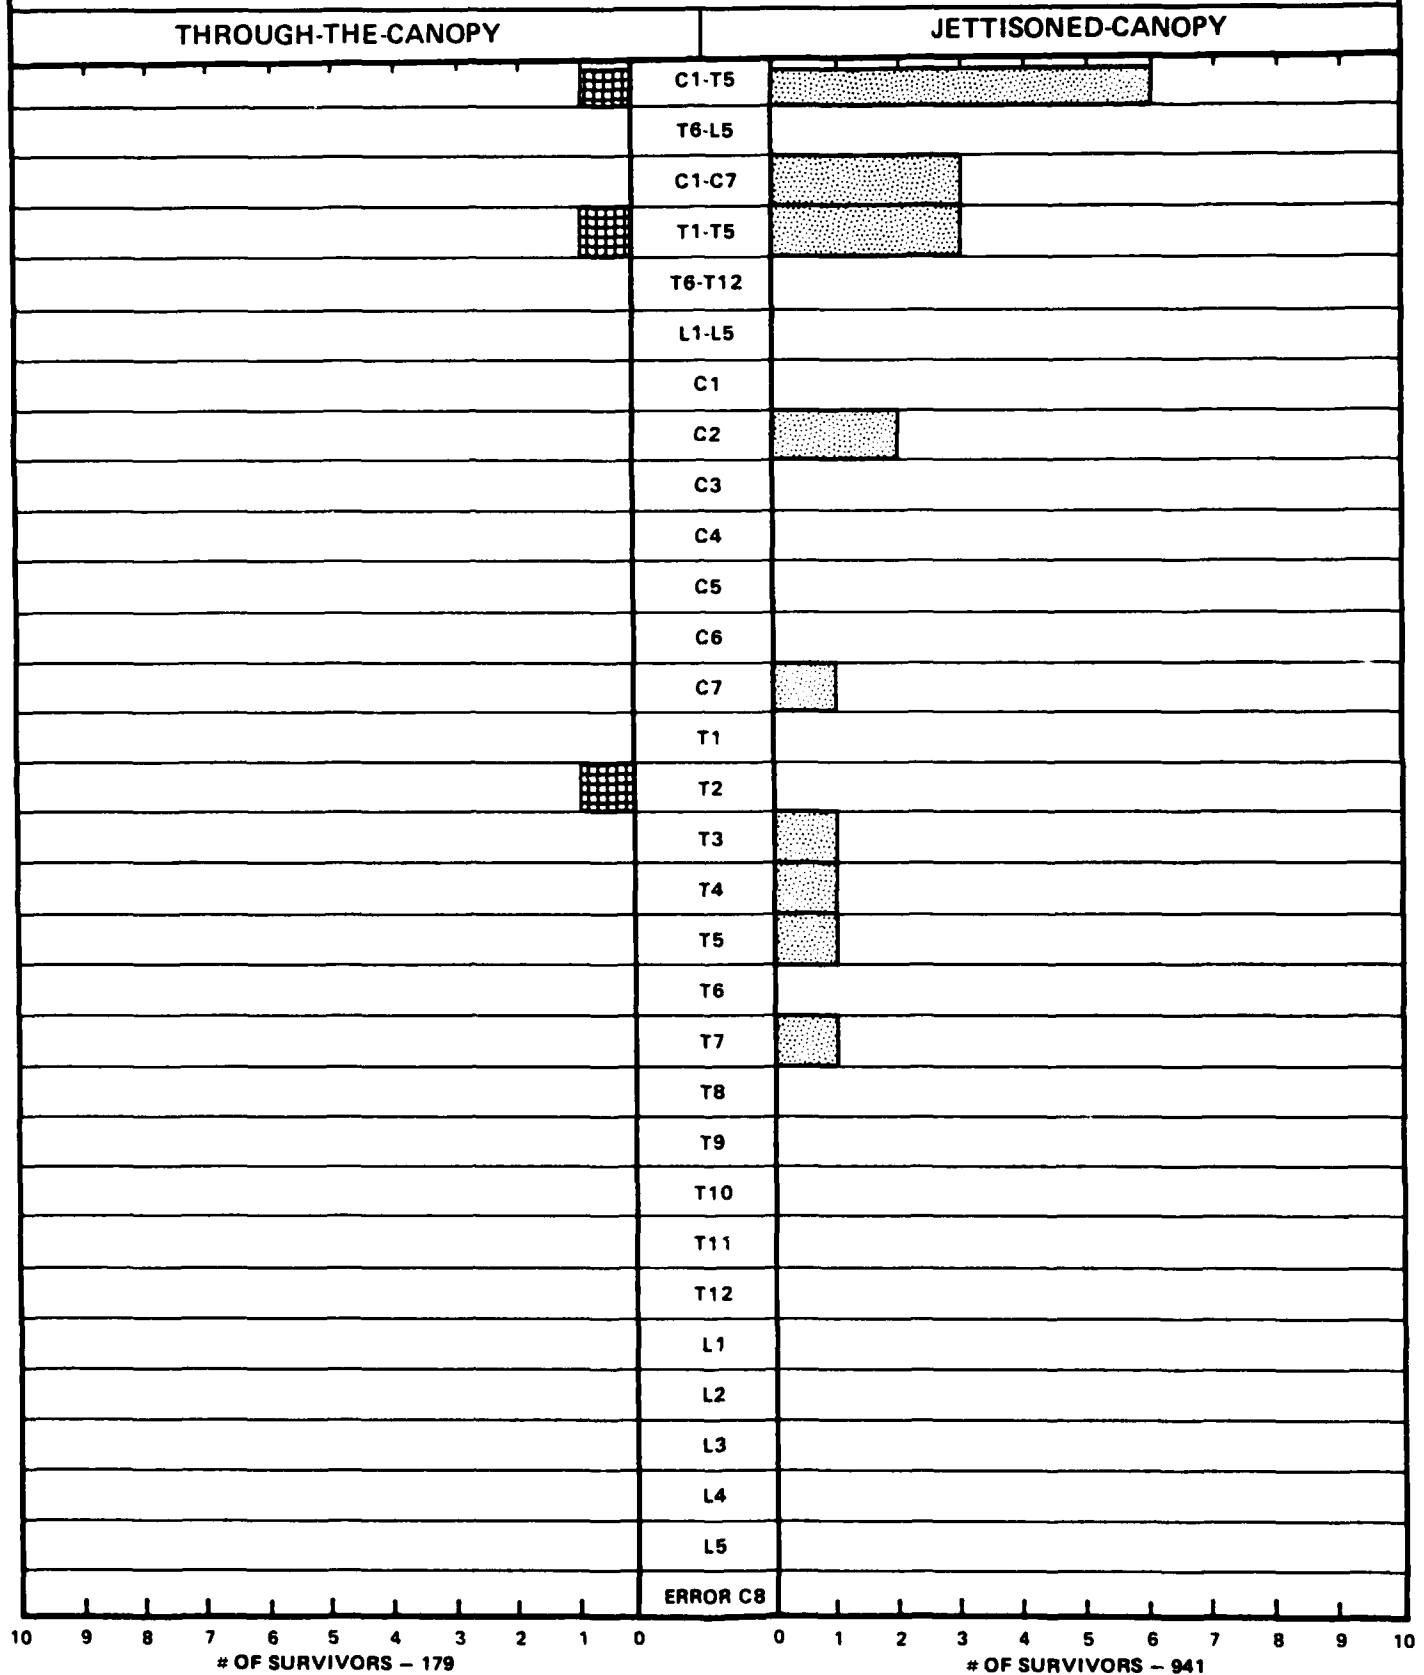 THROUGH-THE-CANOPY JETTISONED-CANOPY
C1-T5
T6-L5
C1-C7
T1-T5
T6-T12
L1-L5
C1
C2
C3
C4
C5
C6
C7
T1
T2
T3
T4
T5
T6
T7
T8
T9
T10
T11
T12
L1
L2
L3
L4
L5
ERROR C8
10 9 8 7 6 5 4 3 2 1 0 0 1 2 3 4 5 6 7 8 9 10
# OF SURVIVORS – 179 # OF SURVIVORS – 941